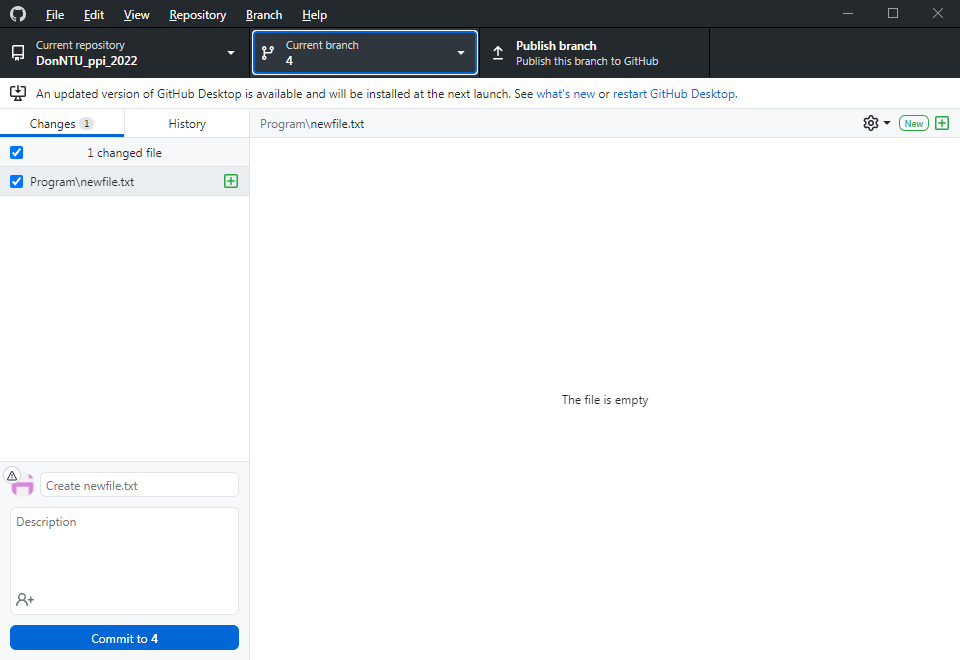 File Edit View Repository Branch Help
Current repository
DonNTU_ppi_2022
Current branch
4
Publish branch
Publish this branch to GitHub
An updated version of GitHub Desktop is available and will be installed at the next launch. See what's new or restart GitHub Desktop.
Changes 1 History
Program\newfile.txt New
1 changed file
Program\newfile.txt
The file is empty
Create newfile.txt
Description
Commit to 4